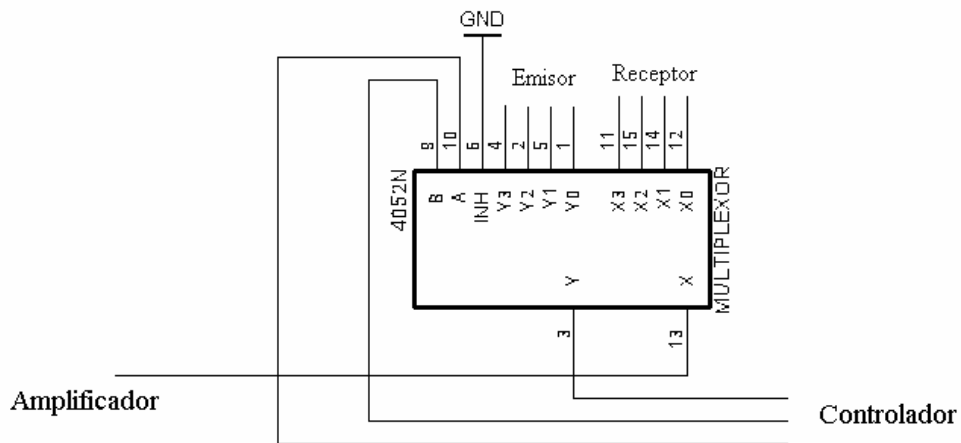 GND
Emisor
Receptor
9
10
6
4
2
5
1
11
15
14
12
4052N
B
A
INH
Y3
Y2
Y1
Y0
X3
X2
X1
X0
MULTIPLEXOR
Y
X
3
13
Amplificador
Controlador